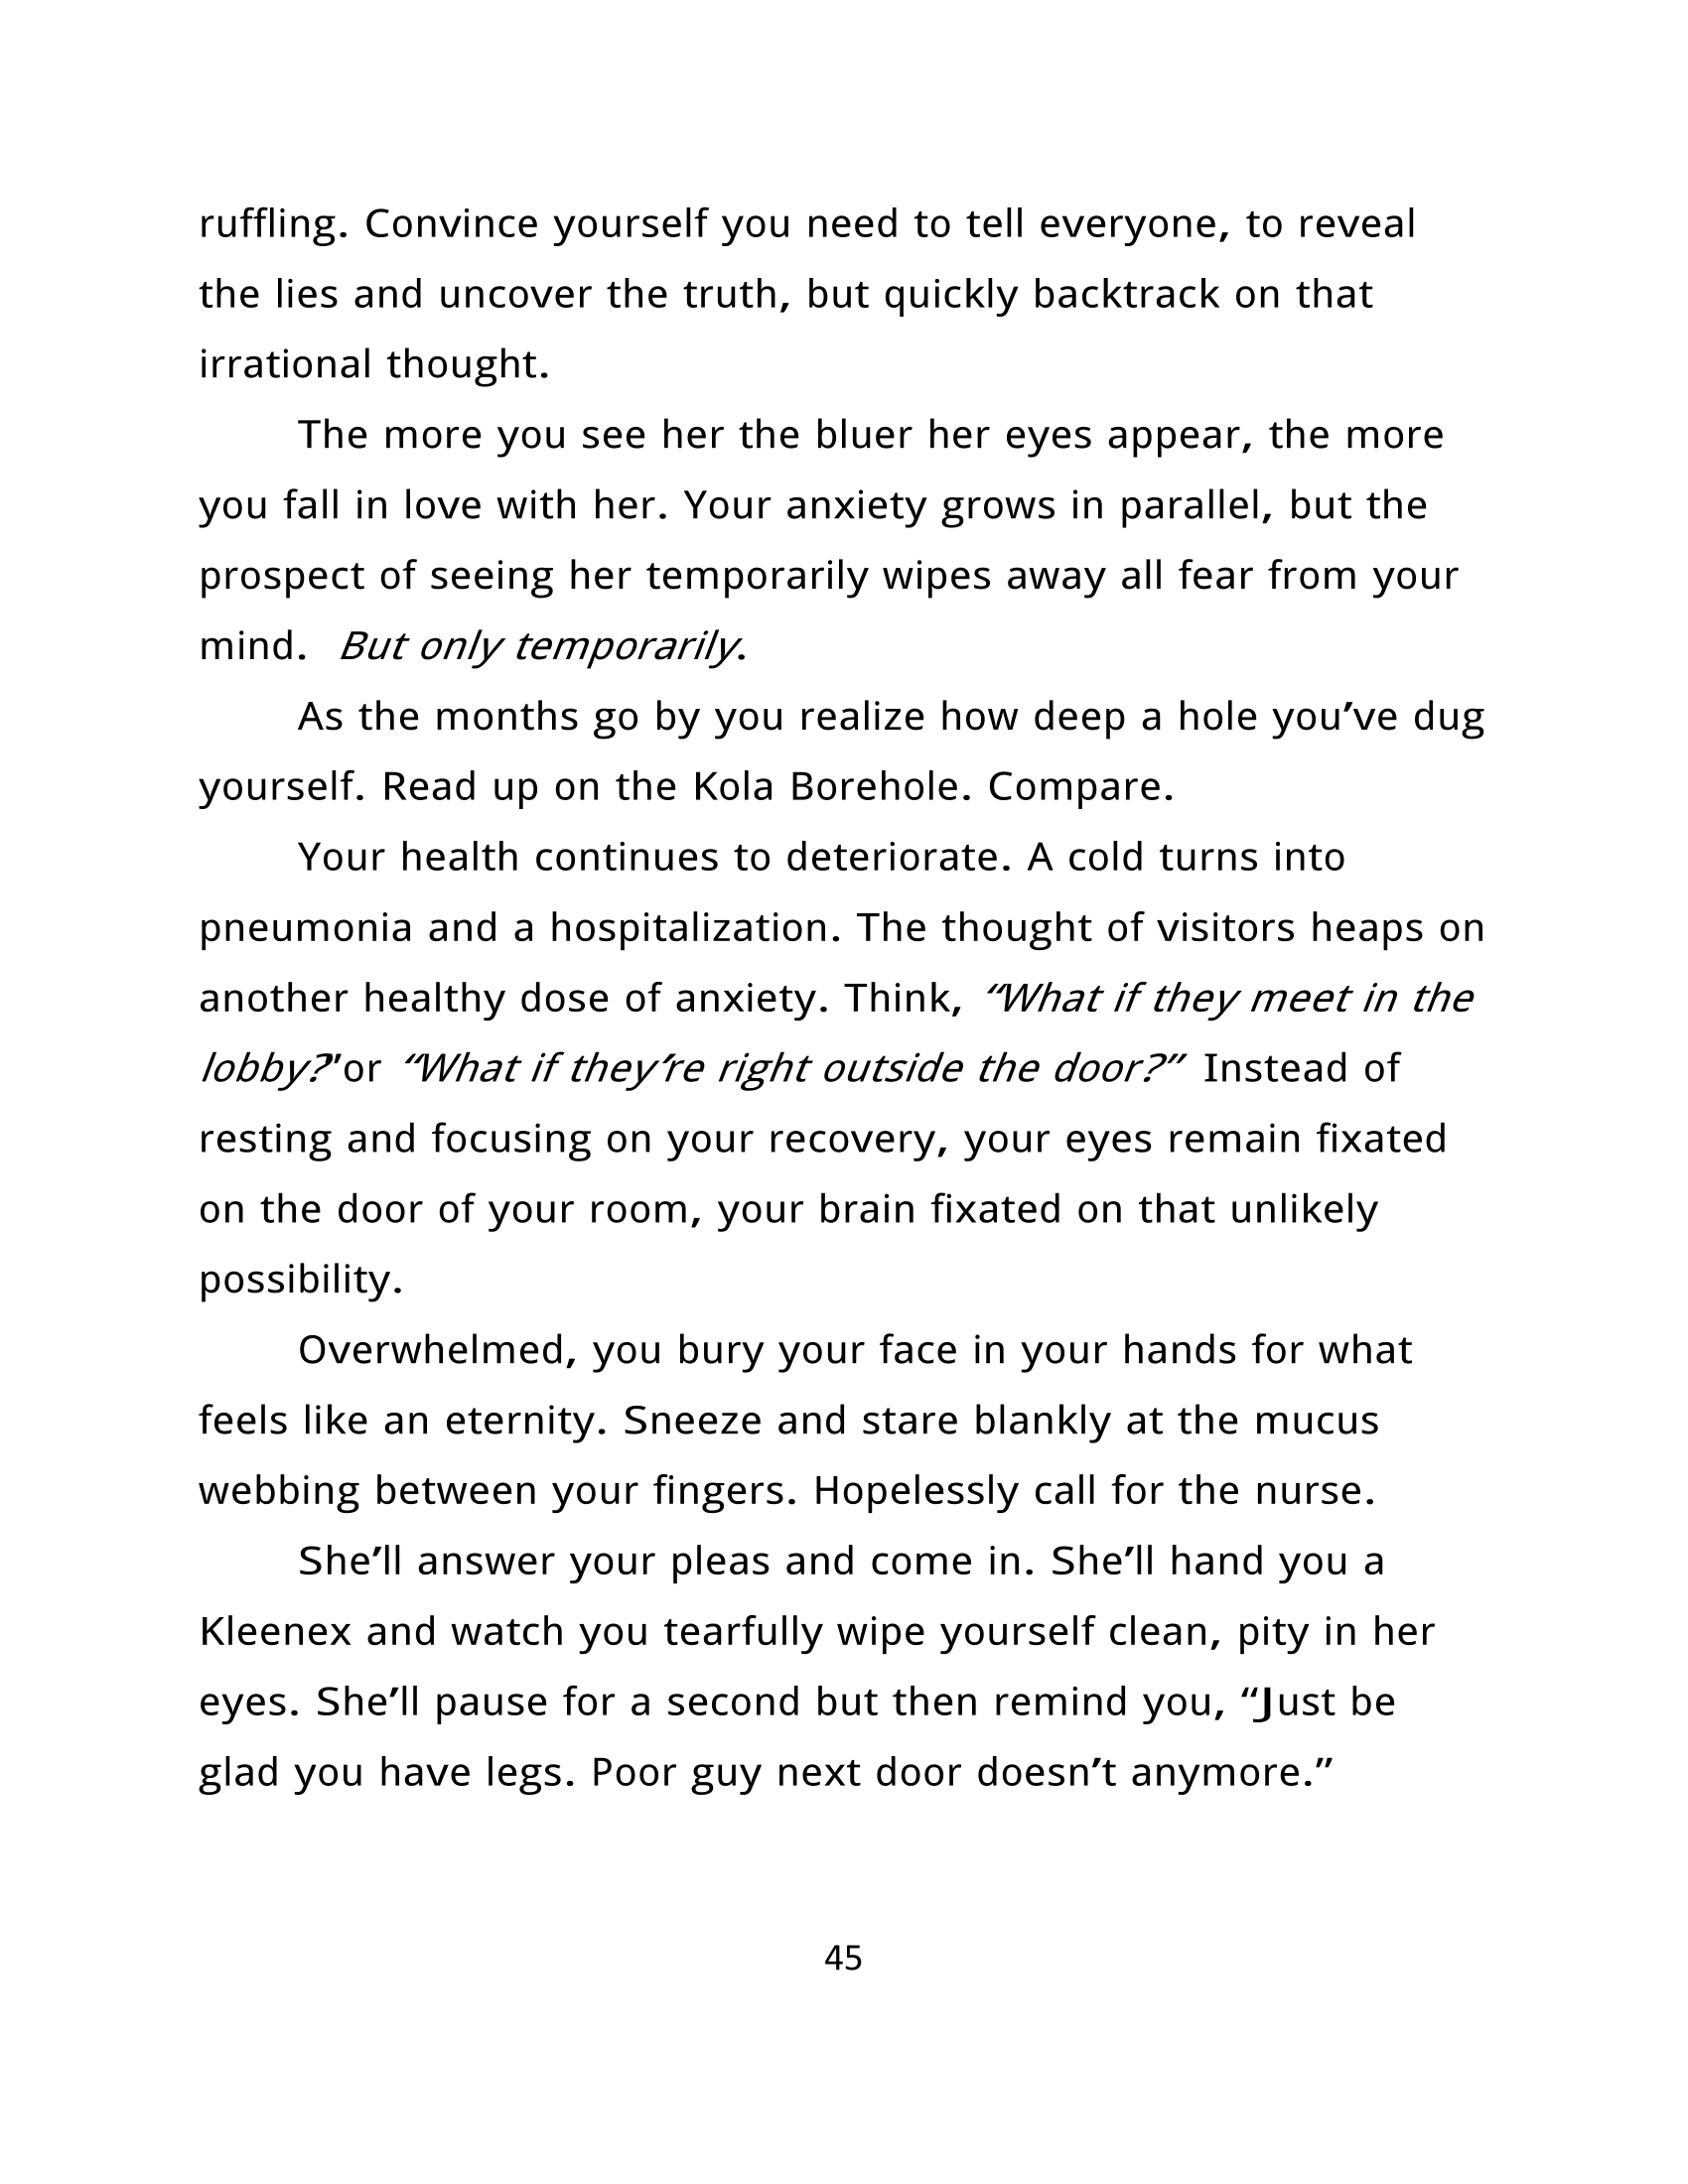 ruffling. Convince yourself you need to tell everyone, to reveal
the lies and uncover the truth, but quickly backtrack on that
irrational thought.
The more you see her the bluer her eyes appear, the more
you fall in love with her. Your anxiety grows in parallel, but the
prospect of seeing her temporarily wipes away all fear from your
mind. But only temporarily.
As the months go by you realize how deep a hole you’ve dug
yourself. Read up on the Kola Borehole. Compare.
Your health continues to deteriorate. A cold turns into
pneumonia and a hospitalization. The thought of visitors heaps on
another healthy dose of anxiety. Think, “What if they meet in the
lobby?”or “What if they’re right outside the door?” Instead of
resting and focusing on your recovery, your eyes remain fixated
on the door of your room, your brain fixated on that unlikely
possibility.
Overwhelmed, you bury your face in your hands for what
feels like an eternity. Sneeze and stare blankly at the mucus
webbing between your fingers. Hopelessly call for the nurse.
She’ll answer your pleas and come in. She’ll hand you a
Kleenex and watch you tearfully wipe yourself clean, pity in her
eyes. She’ll pause for a second but then remind you, “Just be
glad you have legs. Poor guy next door doesn’t anymore.”
45